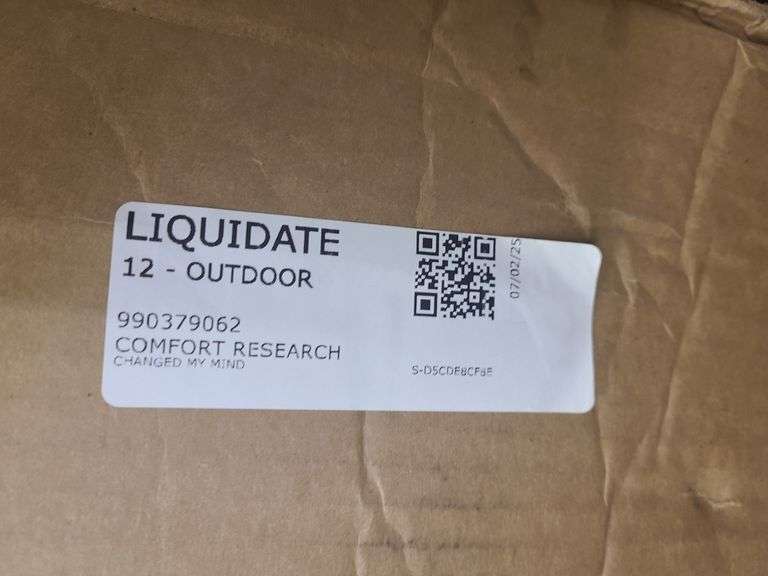 LIQUIDATE
12 - OUTDOOR
990379062
COMFORT RESEARCH
CHANGED MY MIND
07/02/25
S-D5CDE8CF8E